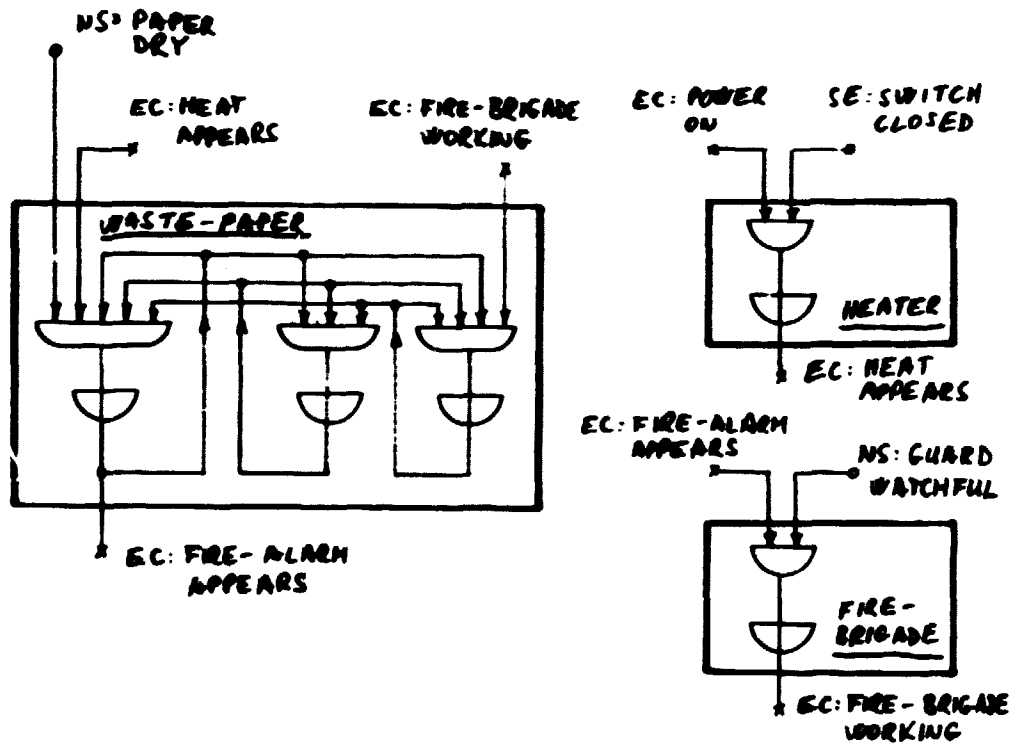 NS: PAPER
DRY
EC: HEAT
APPEARS
EC: FIRE-BRIGADE
WORKING
WASTE-PAPER
EC: FIRE-ALARM
APPEARS
EC: POWER
ON
SE: SWITCH
CLOSED
HEATER
EC: HEAT
APPEARS
EC: FIRE-ALARM
APPEARS
NS: GUARD
WATCHFUL
FIRE-
BRIGADE
EC: FIRE-BRIGADE
WORKING